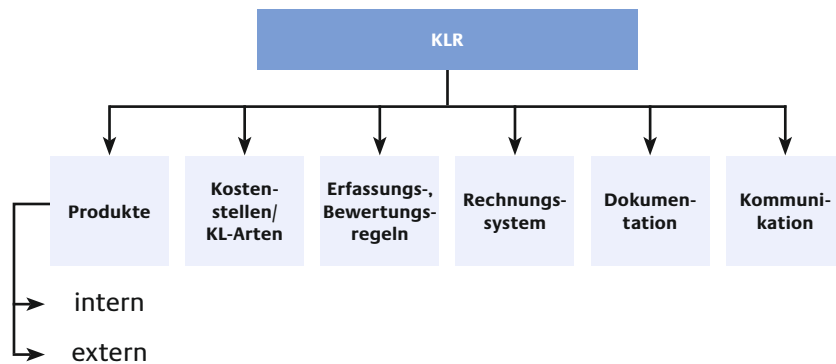 KLR
Produkte
Kosten-
stellen/
KL-Arten
Erfassungs-,
Bewertungs-
regeln
Rechnungs-
system
Dokumen-
tation
Kommuni-
kation
intern
extern